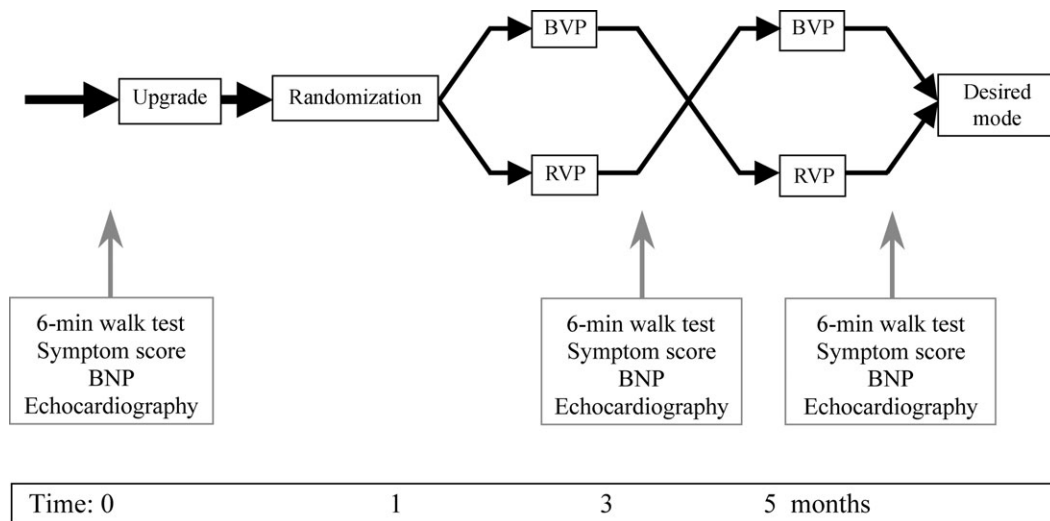 BVP
BVP
Upgrade
Randomization
Desired
mode
RVP
RVP
6-min walk test
Symptom score
BNP
Echocardiography
6-min walk test
Symptom score
BNP
Echocardiography
6-min walk test
Symptom score
BNP
Echocardiography
Time: 0 1 3 5 months